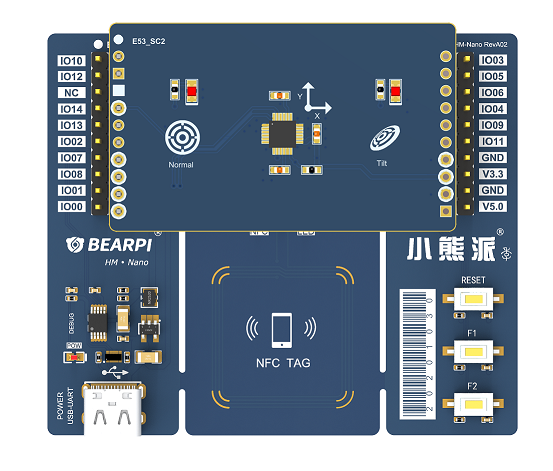 E53_SC2
HM-Nano RevA02
IO10
IO12
NC
IO14
IO13
IO02
IO07
IO08
IO01
IO00
Y
X
Normal
Tilt
IO03
IO05
IO06
IO04
IO09
IO11
GND
V3.3
GND
V5.0
BEARPI®
HM • Nano
小熊派®
DEBUG
POW
POWER
USB-UART
NFC TAG
RESET
F1
F2